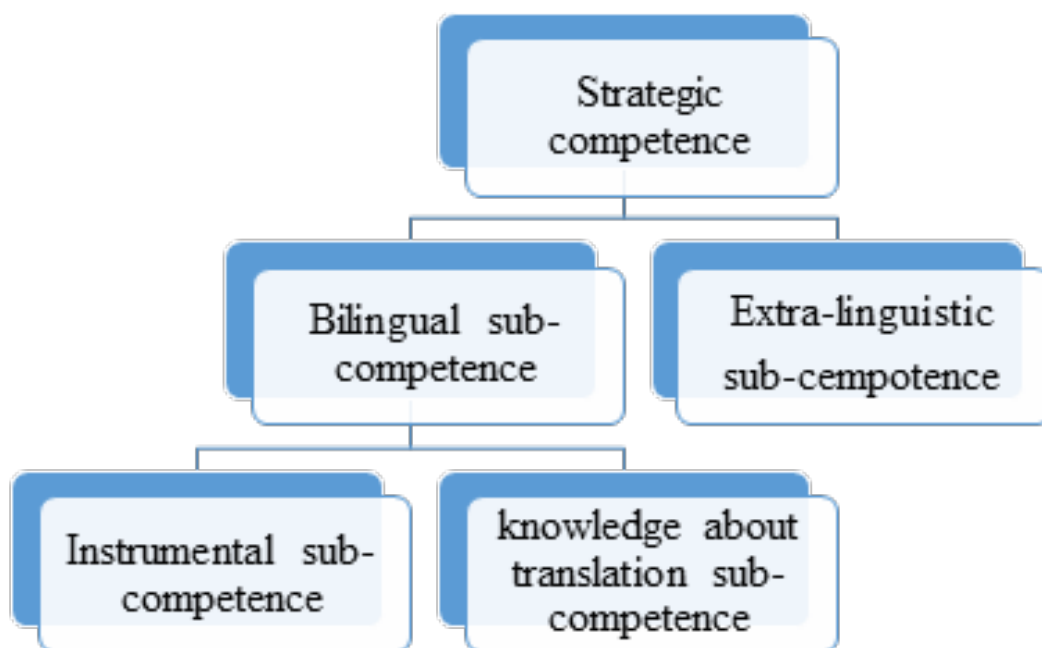 Strategic
competence
Bilingual sub-
competence
Extra-linguistic
sub-cempotence
Instrumental sub-
competence
knowledge about
translation sub-
competence